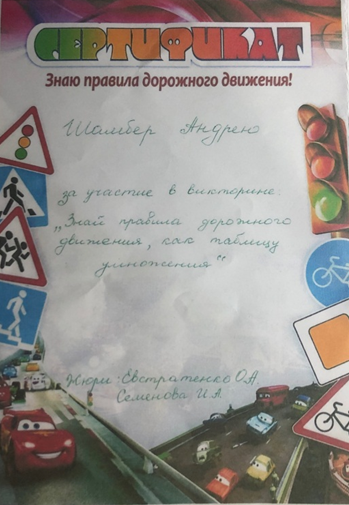 СЕРТИФИКАТ
Знаю правила дорожного движения!
Шамбер Андрею
за участие в викторине
„Знай правила дорожного
движения, как таблицу
умножения“
Жюри: Евстратенко О.А.
Семенова И.А.